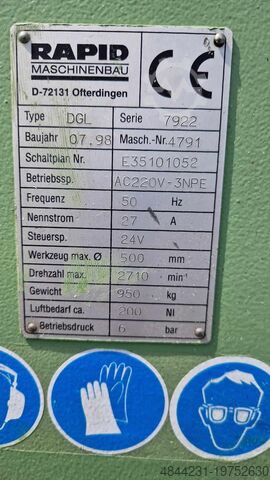 RAPID
MASCHINENBAU
D-72131 Ofterdingen
CE
Type DGL Serie 7922
Baujahr 07.98 Masch.-Nr. 4791
Schaltplan Nr. E35101052
Betriebssp. AC220V-3NPE
Frequenz 50 Hz
Nennstrom 27 A
Steuersp. 24V
Werkzeug max. Ø 500 mm
Drehzahl max. 2710 min⁻¹
Gewicht 950 kg
Luftbedarf ca. 200 Nl
Betriebsdruck 6 bar
4844231-19752630